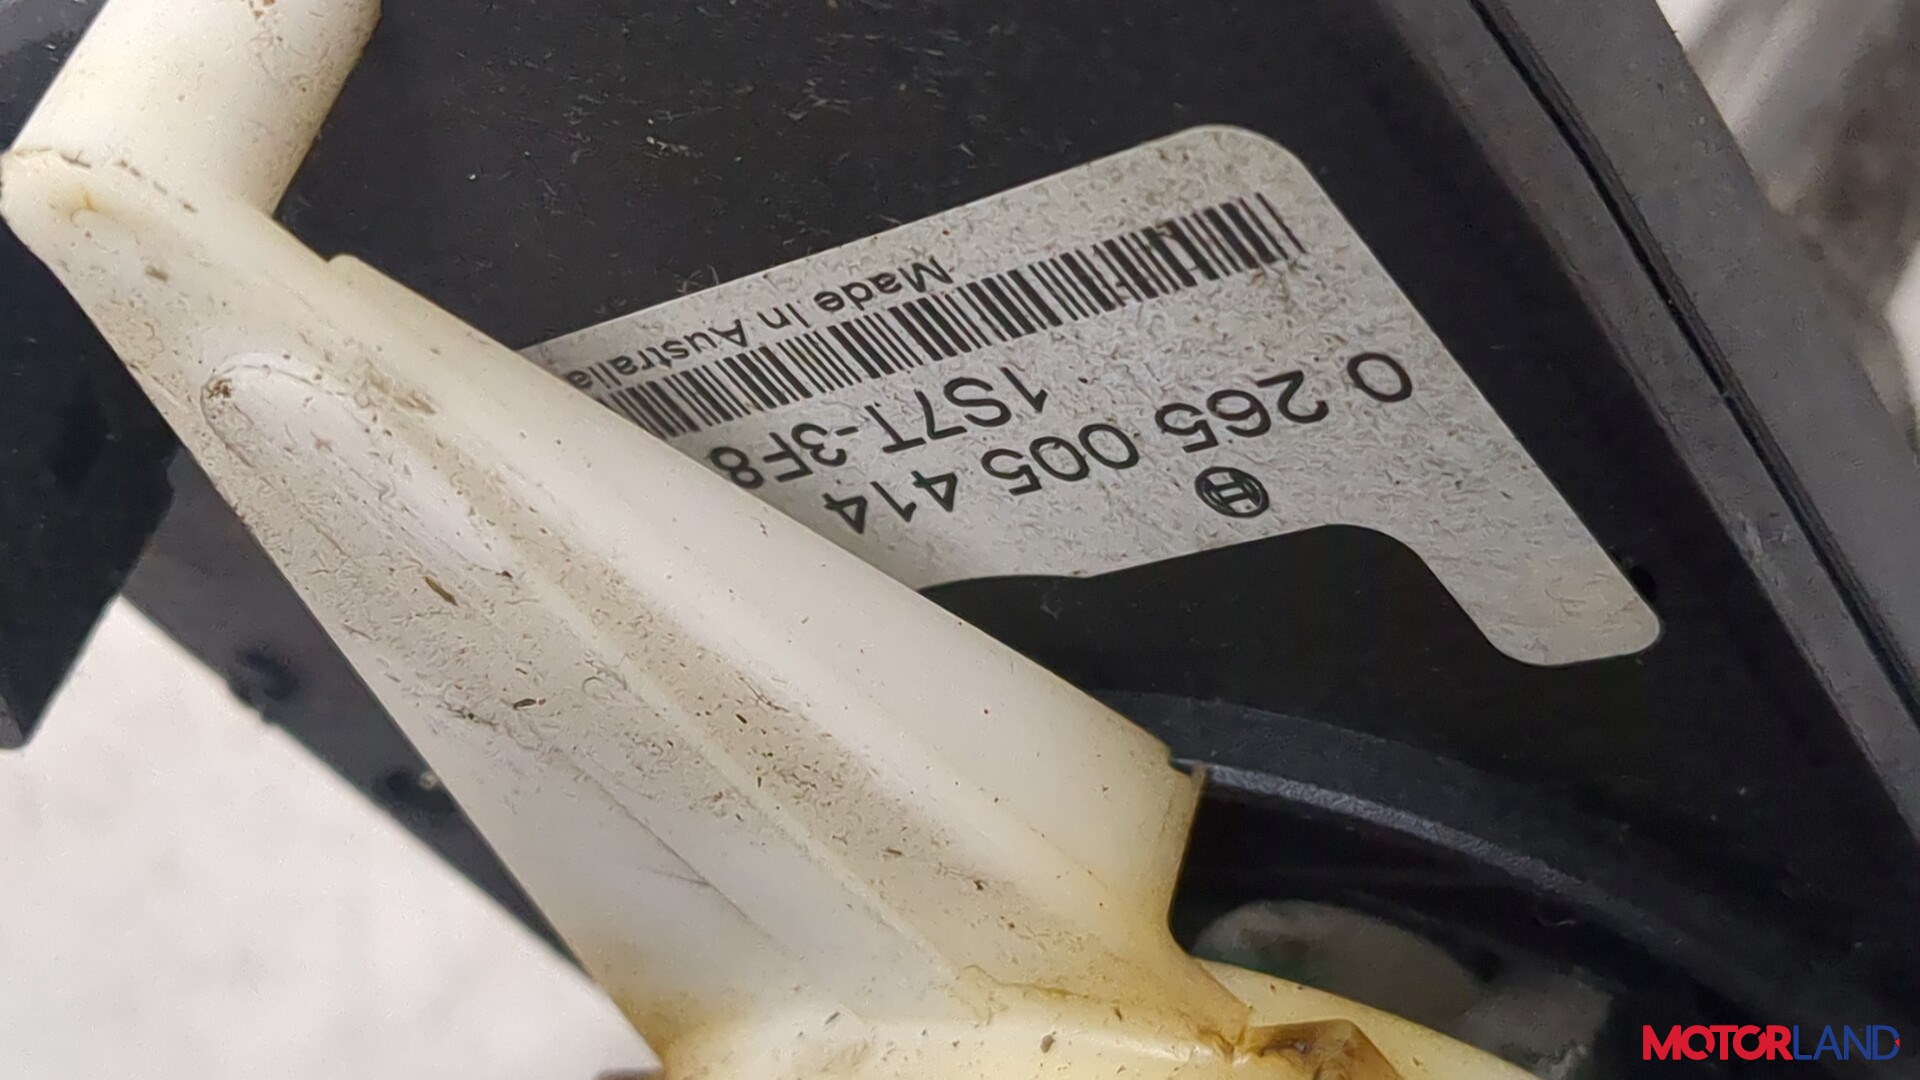 0 265 005 414
1S7T-3F8
Made in Australia
MOTORLAND